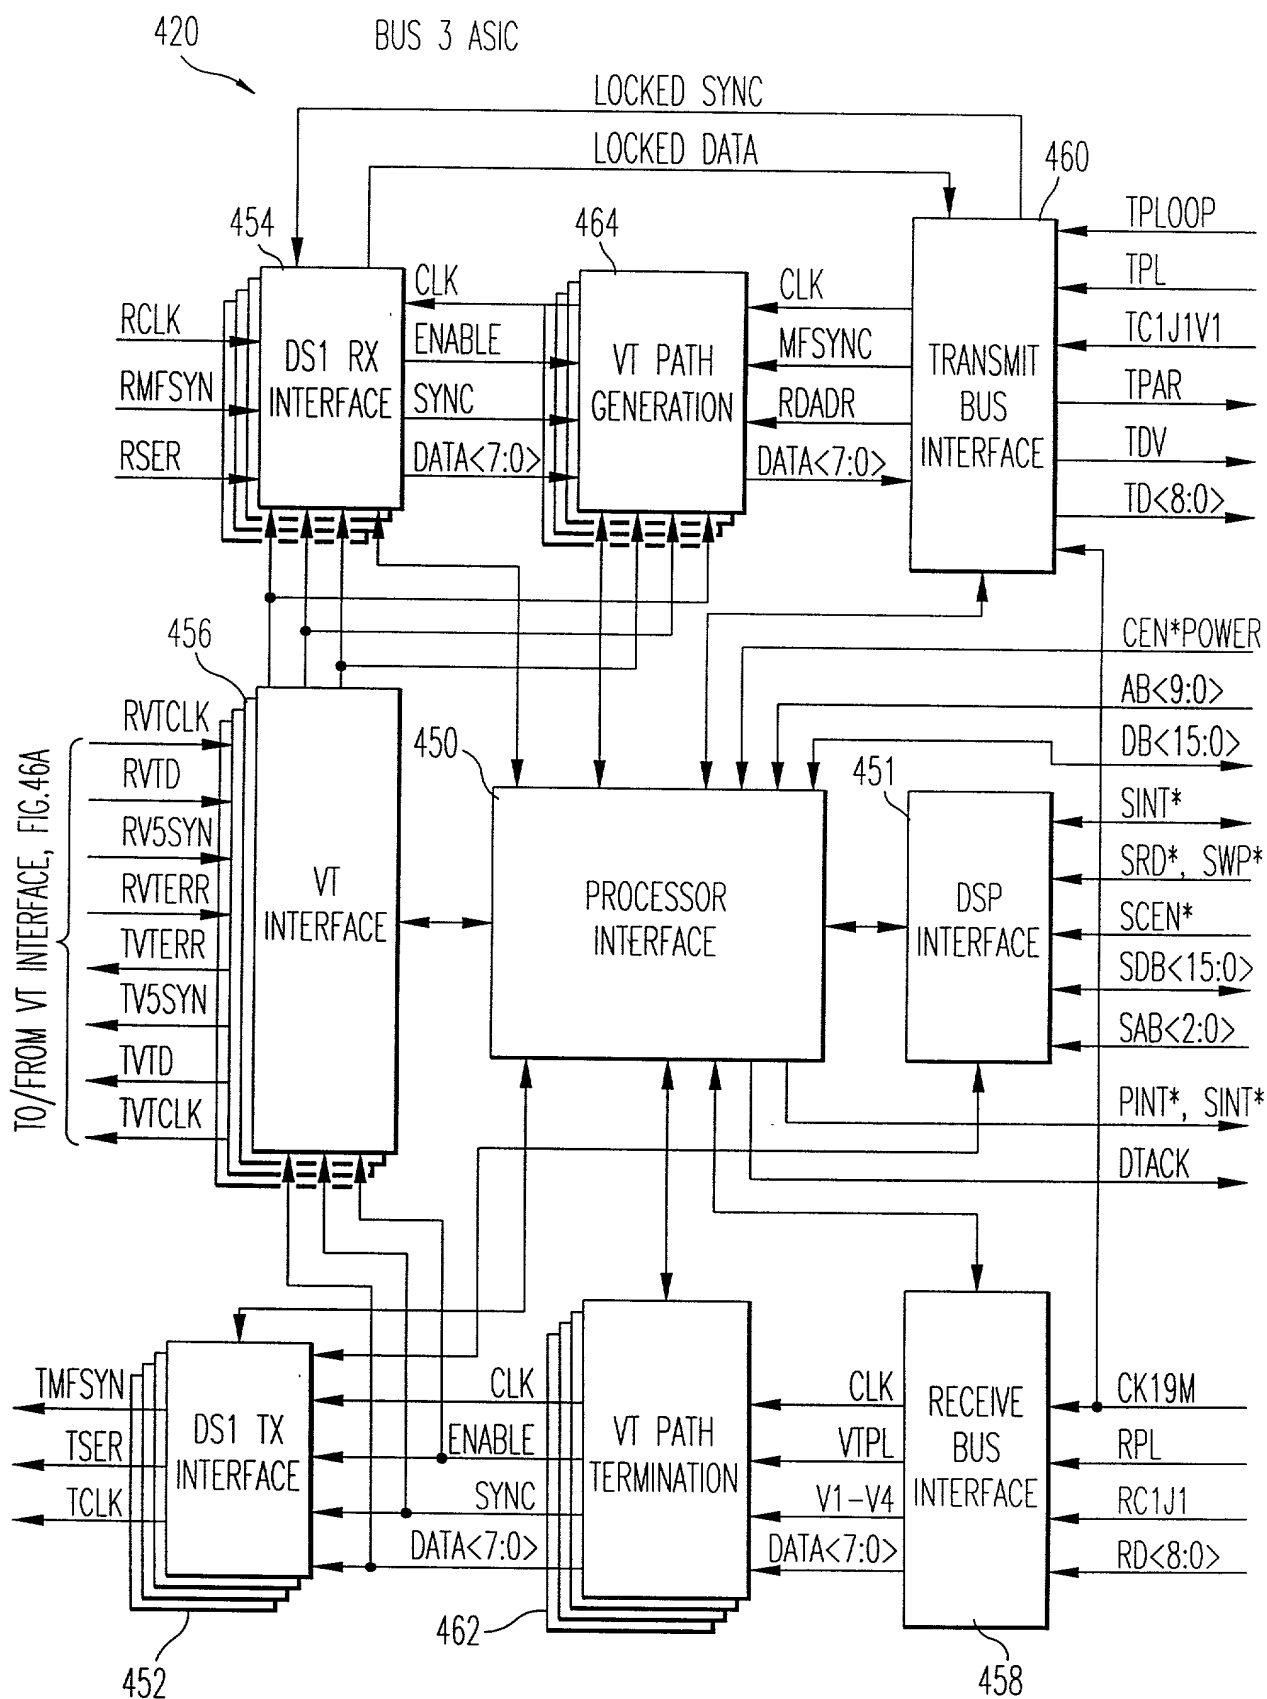 420
BUS 3 ASIC
LOCKED SYNC
LOCKED DATA
460
454
464
TPLOOP
TPL
TC1J1V1
TPAR
TDV
TD<8:0>
RCLK
RMFSYN
RSER
DS1 RX
INTERFACE
CLK
ENABLE
SYNC
DATA<7:0>
VT PATH
GENERATION
CLK
MFSYNC
RDADR
DATA<7:0>
TRANSMIT
BUS
INTERFACE
456
CEN*POWER
AB<9:0>
DB<15:0>
450
451
TO/FROM VT INTERFACE, FIG.46A
RVTCLK
RVTD
RV5SYN
RVTERR
TVTERR
TV5SYN
TVTD
TVTCLK
VT
INTERFACE
PROCESSOR
INTERFACE
DSP
INTERFACE
SINT*
SRD*, SWP*
SCEN*
SDB<15:0>
SAB<2:0>
PINT*, SINT*
DTACK
TMFSYN
TSER
TCLK
DS1 TX
INTERFACE
CLK
ENABLE
SYNC
DATA<7:0>
VT PATH
TERMINATION
CLK
VTPL
V1-V4
DATA<7:0>
RECEIVE
BUS
INTERFACE
CK19M
RPL
RC1J1
RD<8:0>
452
462
458